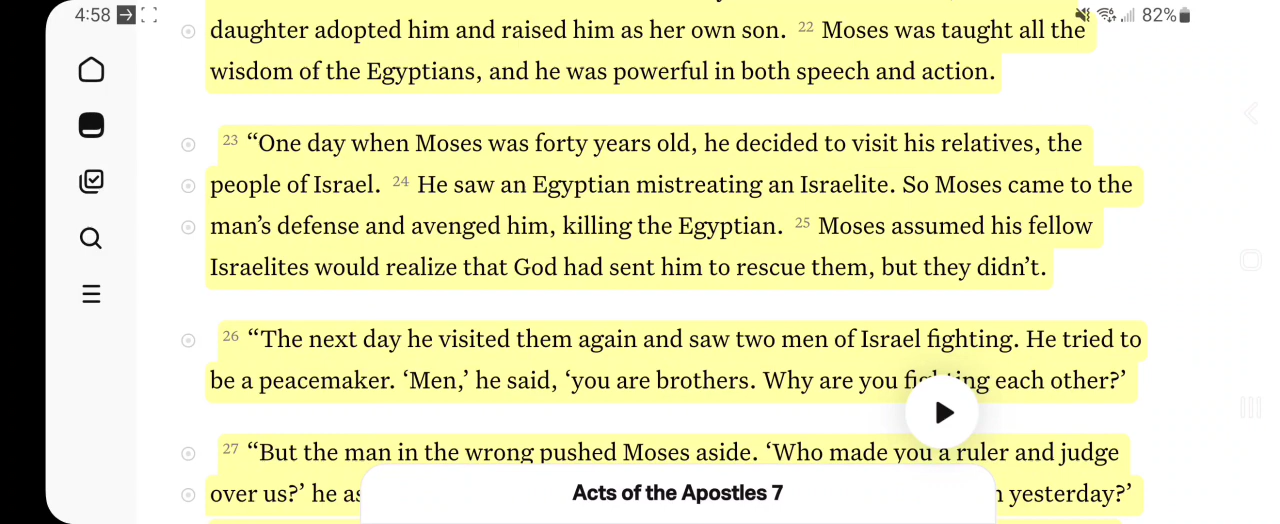 4:58
82%
daughter adopted him and raised him as her own son. 22 Moses was taught all the
wisdom of the Egyptians, and he was powerful in both speech and action.
23 “One day when Moses was forty years old, he decided to visit his relatives, the
people of Israel. 24 He saw an Egyptian mistreating an Israelite. So Moses came to the
man’s defense and avenged him, killing the Egyptian. 25 Moses assumed his fellow
Israelites would realize that God had sent him to rescue them, but they didn’t.
26 “The next day he visited them again and saw two men of Israel fighting. He tried to
be a peacemaker. ‘Men,’ he said, ‘you are brothers. Why are you fighting each other?’
27 “But the man in the wrong pushed Moses aside. ‘Who made you a ruler and judge
over us?’ he yesterday?’
Acts of the Apostles 7